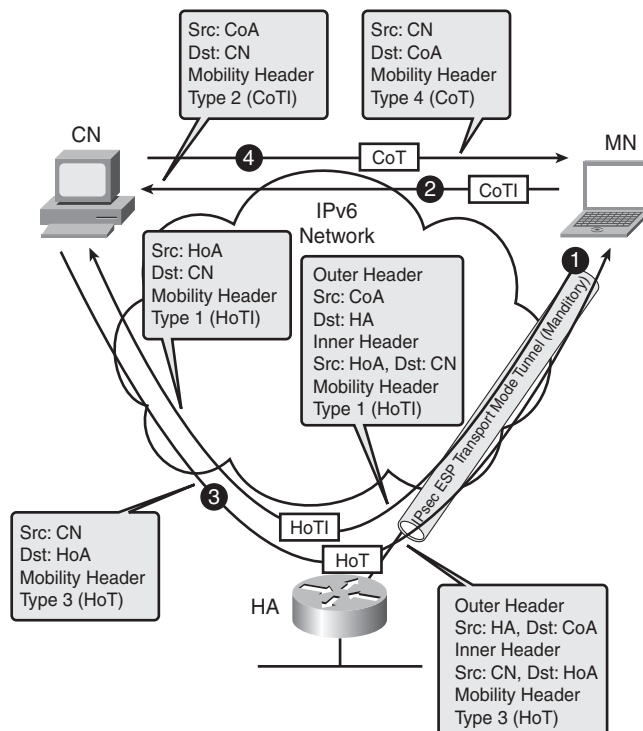 Src: CoA
Dst: CN
Mobility Header
Type 2 (CoTI)
Src: CN
Dst: CoA
Mobility Header
Type 4 (CoT)
CN
MN
4
CoT
2
CoTI
IPv6
Network
1
Src: HoA
Dst: CN
Mobility Header
Type 1 (HoTI)
Outer Header
Src: CoA
Dst: HA
Inner Header
Src: HoA, Dst: CN
Mobility Header
Type 1 (HoTI)
IPsec ESP Transport Mode Tunnel (Manditory)
3
HoTI
HoT
Src: CN
Dst: HoA
Mobility Header
Type 3 (HoT)
HA
Outer Header
Src: HA, Dst: CoA
Inner Header
Src: CN, Dst: HoA
Mobility Header
Type 3 (HoT)